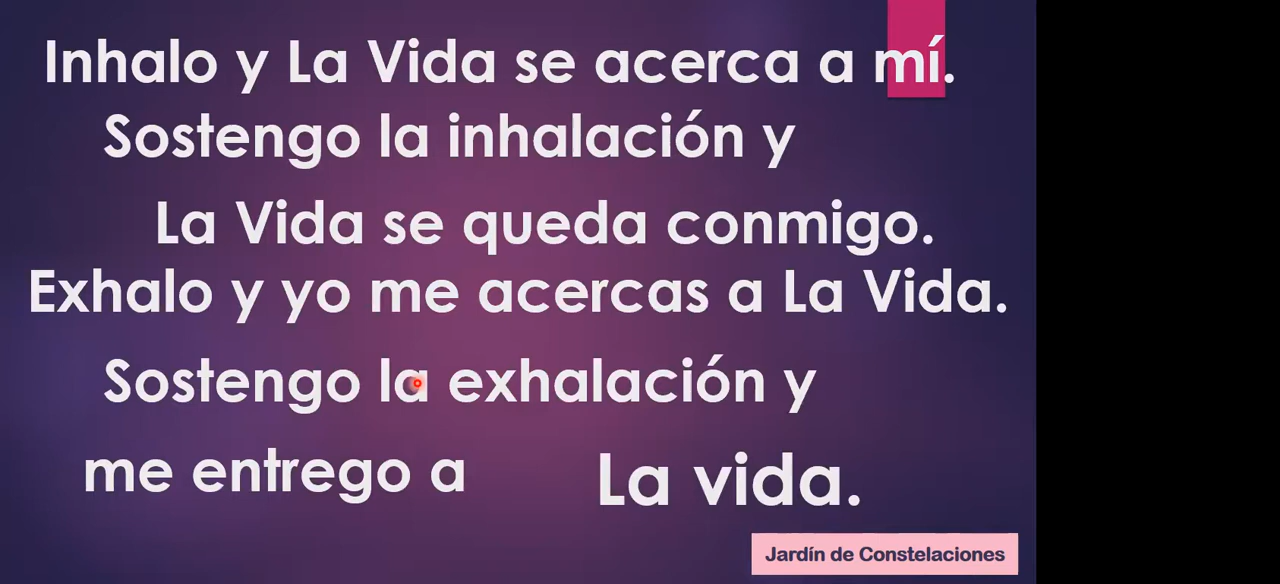 Inhalo y La Vida se acerca a mí.
Sostengo la inhalación y
La Vida se queda conmigo.
Exhalo y yo me acercas a La Vida.
Sostengo la exhalación y
me entrego a La vida.
Jardín de Constelaciones